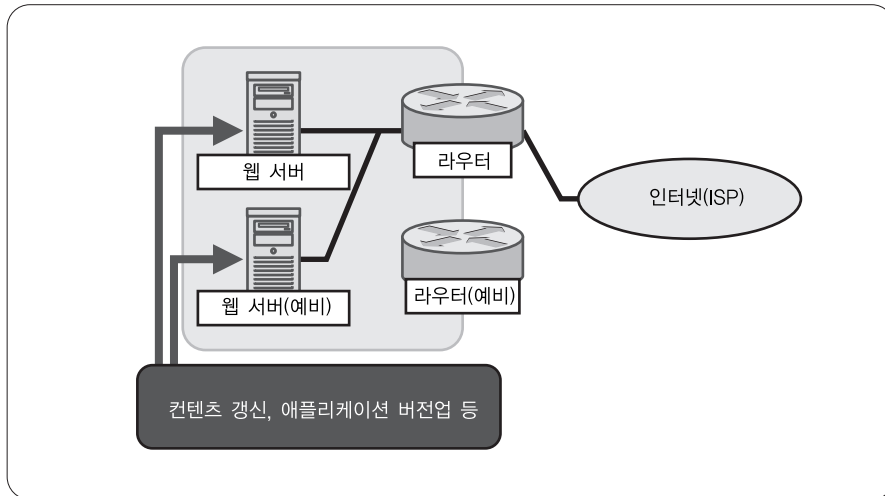 웹 서버
라우터
인터넷(ISP)
웹 서버(예비)
라우터(예비)
컨텐츠 갱신, 애플리케이션 버전업 등